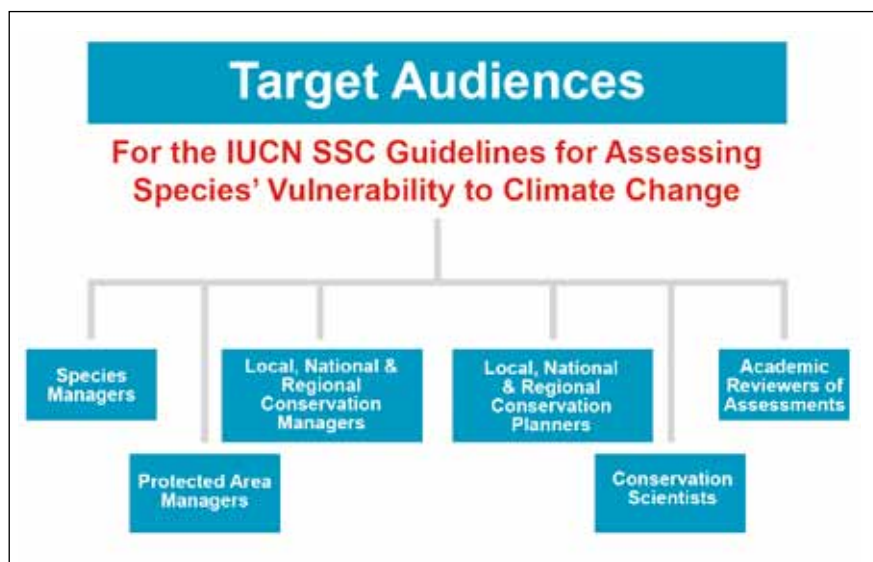 Target Audiences
For the IUCN SSC Guidelines for Assessing
Species’ Vulnerability to Climate Change
Species
Managers
Protected Area
Managers
Local, National &
Regional
Conservation
Managers
Local, National
& Regional
Conservation
Planners
Conservation
Scientists
Academic
Reviewers of
Assessments